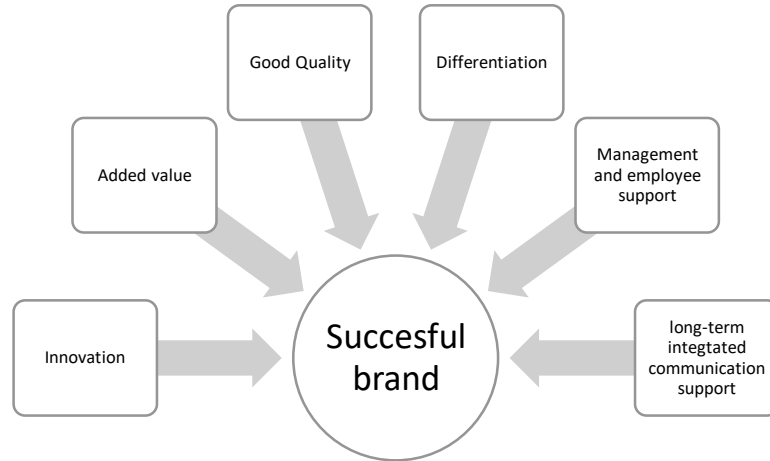 Good Quality
Differentiation
Added value
Management
and employee
support
Innovation
Succesful
brand
long-term
integtated
communication
support